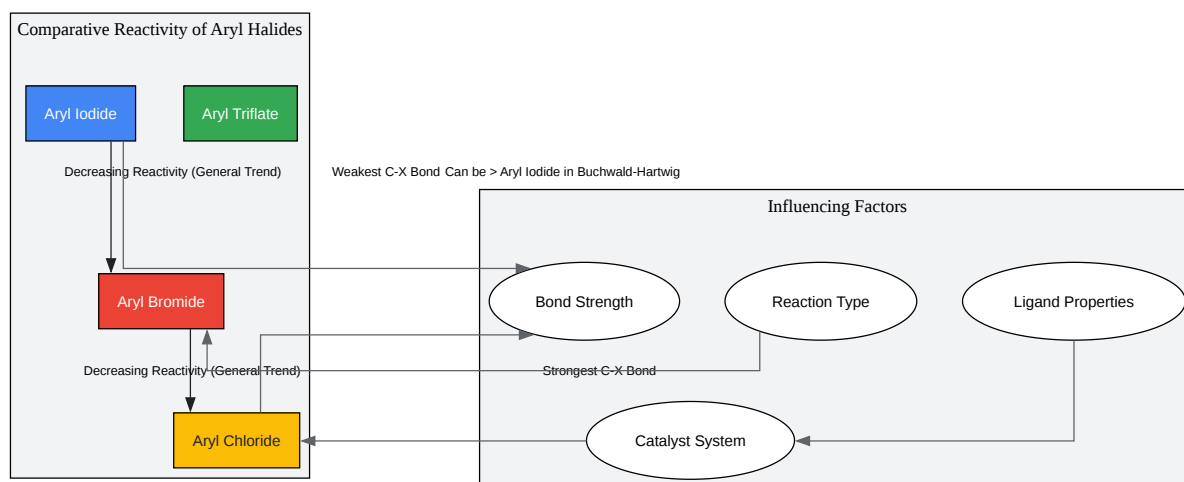 Comparative Reactivity of Aryl Halides
Aryl Iodide
Aryl Triflate
Decreasing Reactivity (General Trend)
Weakest C-X Bond
Can be > Aryl Iodide in Buchwald-Hartwig
Influencing Factors
Aryl Bromide
Bond Strength
Reaction Type
Ligand Properties
Decreasing Reactivity (General Trend)
Strongest C-X Bond
Aryl Chloride
Catalyst System